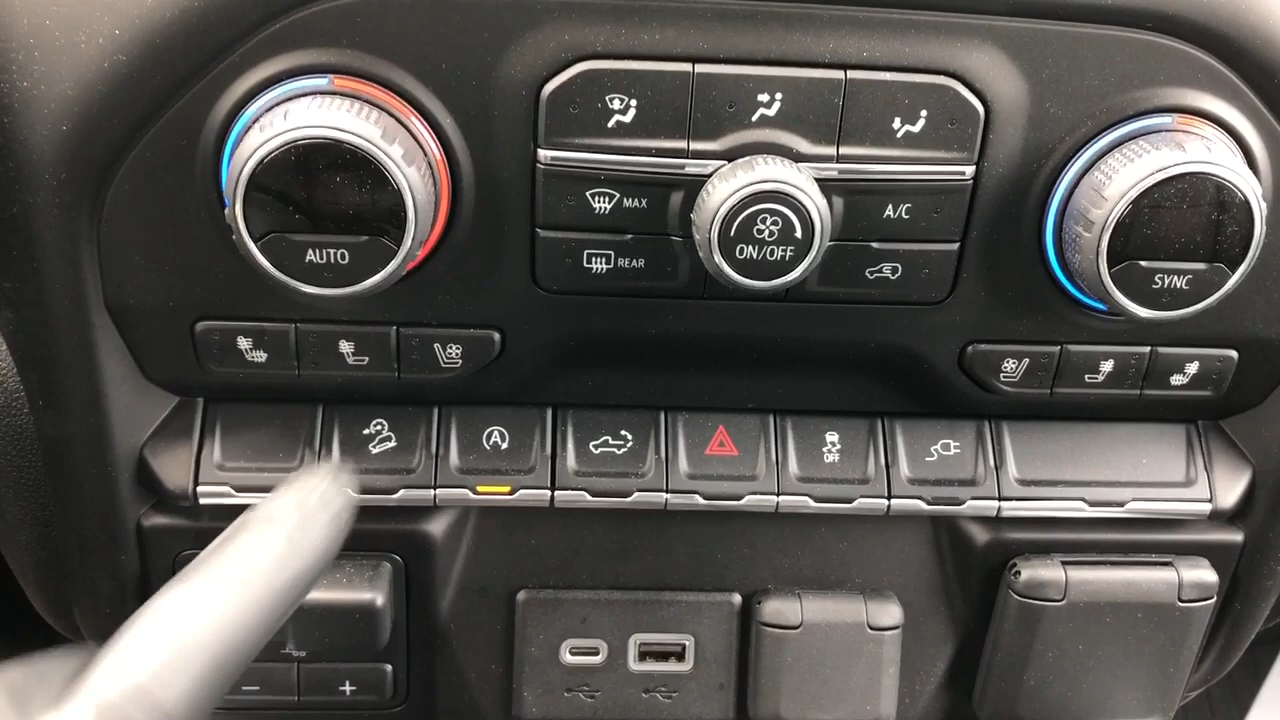 MAX
A/C
ON/OFF
AUTO
REAR
SYNC
A
OFF
−
+